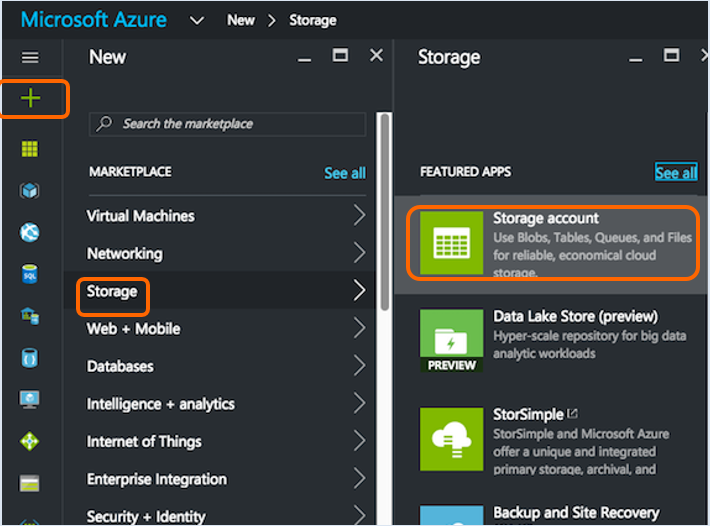 Microsoft Azure New > Storage
New
Storage
Search the marketplace
MARKETPLACE See all
FEATURED APPS See all
Virtual Machines
Networking
Storage
Web + Mobile
Databases
Intelligence + analytics
Internet of Things
Enterprise Integration
Security + Identity
Storage account
Use Blobs, Tables, Queues, and Files
for reliable, economical cloud
storage.
Data Lake Store (preview)
Hyper-scale repository for big data
analytic workloads
PREVIEW
StorSimple
StorSimple and Microsoft Azure
offer a unique and integrated
primary storage, archival, and
Backup and Site Recovery
SQL